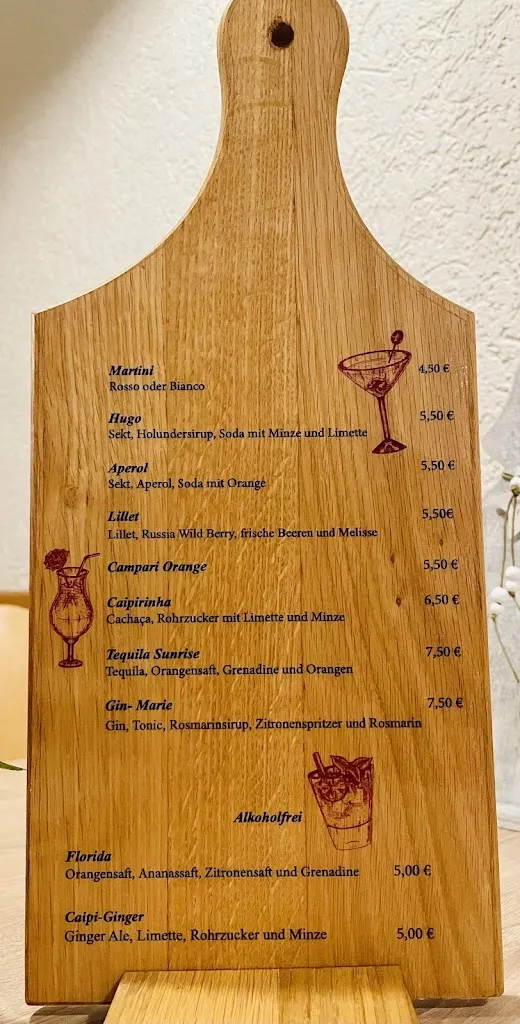 Martini 4,50 €
Rosso oder Bianco
Hugo 5,50 €
Sekt, Holundersirup, Soda mit Minze und Limette
Aperol 5,50 €
Sekt, Aperol, Soda mit Orange
Lillet 5,50€
Lillet, Russia Wild Berry, frische Beeren und Melisse
Campari Orange 5,50 €
Caipirinha 6,50 €
Cachaça, Rohrzucker mit Limette und Minze
Tequila Sunrise 7,50 €
Tequila, Orangensaft, Grenadine und Orangen
Gin- Marie 7,50 €
Gin, Tonic, Rosmarinsirup, Zitronenspritzer und Rosmarin
Alkoholfrei
Florida
Orangensaft, Ananassaft, Zitronensaft und Grenadine 5,00 €
Caipi-Ginger
Ginger Ale, Limette, Rohrzucker und Minze 5,00 €